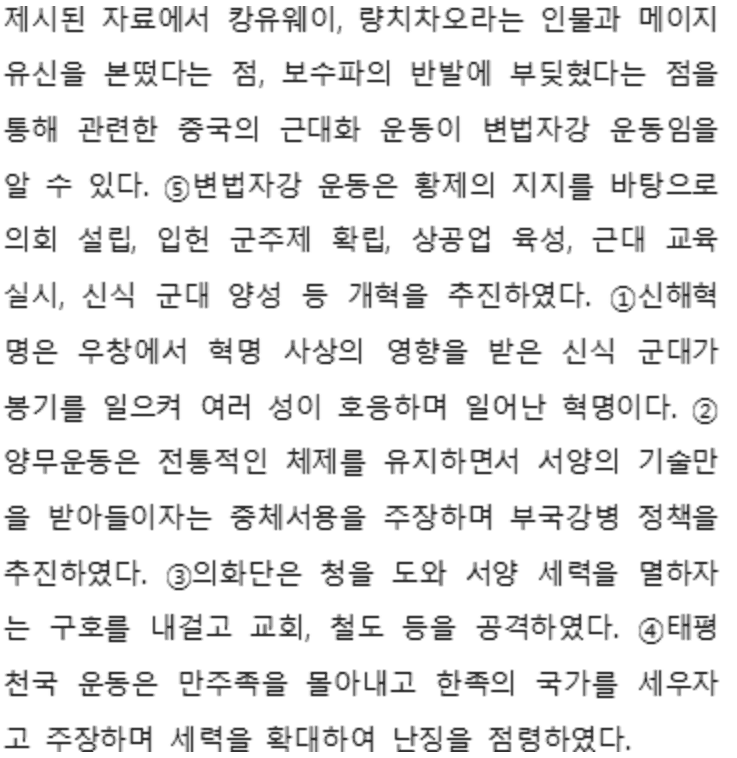 제시된 자료에서 캉유웨이, 량치차오라는 인물과 메이지
유신을 본떴다는 점, 보수파의 반발에 부딪혔다는 점을
통해 관련한 중국의 근대화 운동이 변법자강 운동임을
알 수 있다. ⑤변법자강 운동은 황제의 지지를 바탕으로
의회 설립, 입헌 군주제 확립, 상공업 육성, 근대 교육
실시, 신식 군대 양성 등 개혁을 추진하였다. ①신해혁
명은 우창에서 혁명 사상의 영향을 받은 신식 군대가
봉기를 일으켜 여러 성이 호응하며 일어난 혁명이다. ②
양무운동은 전통적인 체제를 유지하면서 서양의 기술만
을 받아들이자는 중체서용을 주장하며 부국강병 정책을
추진하였다. ③의화단은 청을 도와 서양 세력을 멸하자
는 구호를 내걸고 교회, 철도 등을 공격하였다. ④태평
천국 운동은 만주족을 몰아내고 한족의 국가를 세우자
고 주장하며 세력을 확대하여 난징을 점령하였다.